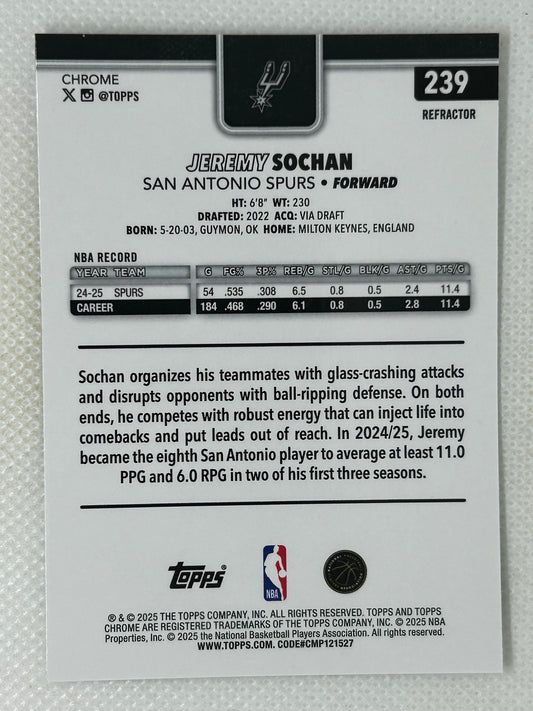 CHROME
X @TOPPS
239
REFRACTOR
JEREMY SOCHAN
SAN ANTONIO SPURS • FORWARD
HT: 6'8" WT: 230
DRAFTED: 2022 ACQ: VIA DRAFT
BORN: 5-20-03, GUYMON, OK HOME: MILTON KEYNES, ENGLAND
NBA RECORD
YEAR TEAM G FG% 3P% REB/G STL/G BLK/G AST/G PTS/G
24-25 SPURS 54 .535 .308 6.5 0.8 0.5 2.4 11.4
CAREER 184 .468 .290 6.1 0.8 0.5 2.8 11.4
Sochan organizes his teammates with glass-crashing attacks
and disrupts opponents with ball-ripping defense. On both
ends, he competes with robust energy that can inject life into
comebacks and put leads out of reach. In 2024/25, Jeremy
became the eighth San Antonio player to average at least 11.0
PPG and 6.0 RPG in two of his first three seasons.
topps
NBA
® & © 2025 THE TOPPS COMPANY, INC. ALL RIGHTS RESERVED. TOPPS AND TOPPS
CHROME ARE REGISTERED TRADEMARKS OF THE TOPPS COMPANY, INC. © 2025 NBA
Properties, Inc. © 2025 the National Basketball Players Association. All rights reserved.
WWW.TOPPS.COM. CODE#CMP121527